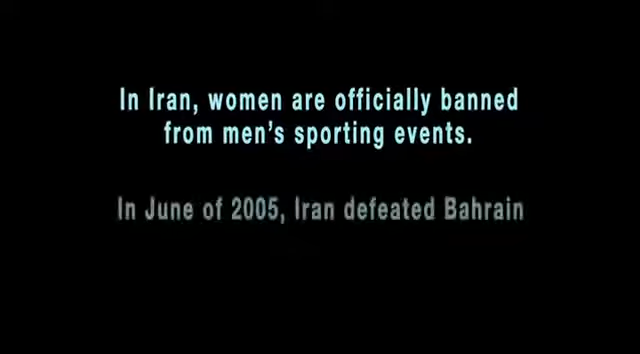 In Iran, women are officially banned
from men's sporting events.
In June of 2005, Iran defeated Bahrain